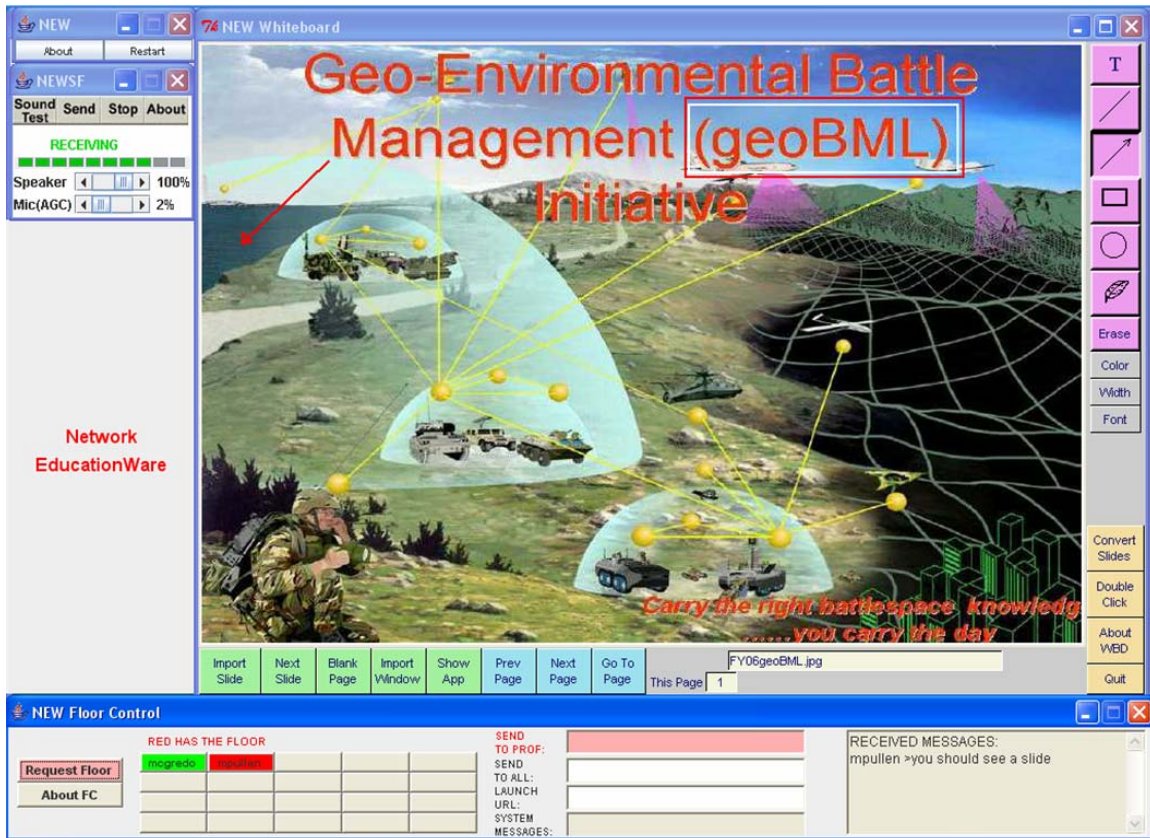 NEW
About Restart
NEWSF
Sound Test Send Stop About
RECEIVING
Speaker 100%
Mic(AGC) 2%
Network
EducationWare
NEW Whiteboard
Geo-Environmental Battle
Management (geoBML)
Initiative
Carry the right battlespace knowledg
......you carry the day
T
Erase
Color
Width
Font
Convert
Slides
Double
Click
About
WBD
Quit
Import Slide
Next Slide
Blank Page
Import Window
Show App
Prev Page
Next Page
Go To Page
This Page 1
FY06geoBML.jpg
NEW Floor Control
Request Floor
About FC
RED HAS THE FLOOR
mcgredo mpullen
SEND
TO PROF:
SEND
TO ALL:
LAUNCH
URL:
SYSTEM
MESSAGES:
RECEIVED MESSAGES:
mpullen >you should see a slide